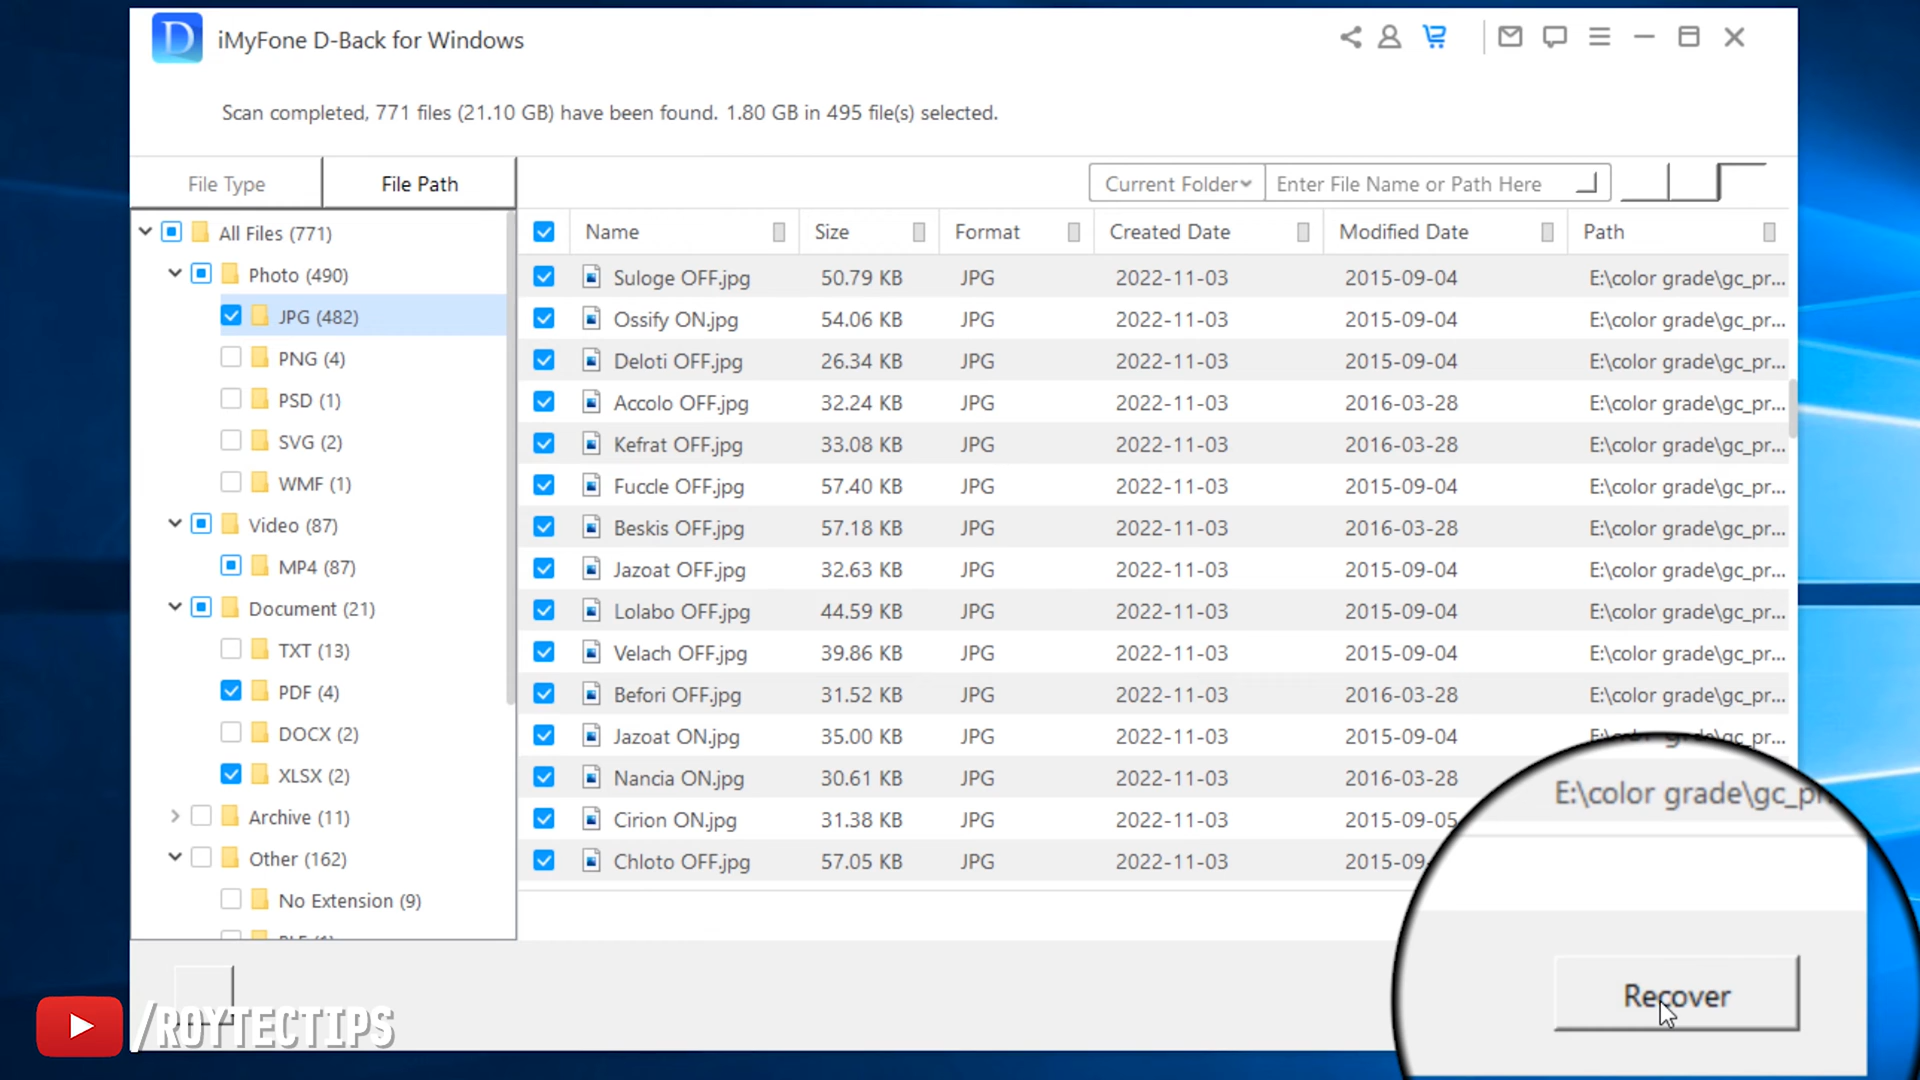 iMyFone D-Back for Windows
Scan completed, 771 files (21.10 GB) have been found. 1.80 GB in 495 file(s) selected.
File Type File Path Current Folder Enter File Name or Path Here
All Files (771)
Photo (490)
JPG (482)
PNG (4)
PSD (1)
SVG (2)
WMF (1)
Video (87)
MP4 (87)
Document (21)
TXT (13)
PDF (4)
DOCX (2)
XLSX (2)
Archive (11)
Other (162)
No Extension (9)
Name Size Format Created Date Modified Date Path
Suloge OFF.jpg 50.79 KB JPG 2022-11-03 2015-09-04 E:\color grade\gc_pr...
Ossify ON.jpg 54.06 KB JPG 2022-11-03 2015-09-04 E:\color grade\gc_pr...
Deloti OFF.jpg 26.34 KB JPG 2022-11-03 2015-09-04 E:\color grade\gc_pr...
Accolo OFF.jpg 32.24 KB JPG 2022-11-03 2016-03-28 E:\color grade\gc_pr...
Kefrat OFF.jpg 33.08 KB JPG 2022-11-03 2016-03-28 E:\color grade\gc_pr...
Fuccle OFF.jpg 57.40 KB JPG 2022-11-03 2015-09-04 E:\color grade\gc_pr...
Beskis OFF.jpg 57.18 KB JPG 2022-11-03 2016-03-28 E:\color grade\gc_pr...
Jazoat OFF.jpg 32.63 KB JPG 2022-11-03 2015-09-04 E:\color grade\gc_pr...
Lolabo OFF.jpg 44.59 KB JPG 2022-11-03 2015-09-04 E:\color grade\gc_pr...
Velach OFF.jpg 39.86 KB JPG 2022-11-03 2015-09-04 E:\color grade\gc_pr...
Befori OFF.jpg 31.52 KB JPG 2022-11-03 2016-03-28 E:\color grade\gc_pr...
Jazoat ON.jpg 35.00 KB JPG 2022-11-03 2015-09-04
Nancia ON.jpg 30.61 KB JPG 2022-11-03 2016-03-28 E:\color grade\gc_pr
Cirion ON.jpg 31.38 KB JPG 2022-11-03 2015-09-05
Chloto OFF.jpg 57.05 KB JPG 2022-11-03 2015-09-
Recover
/ROYTECTIPS